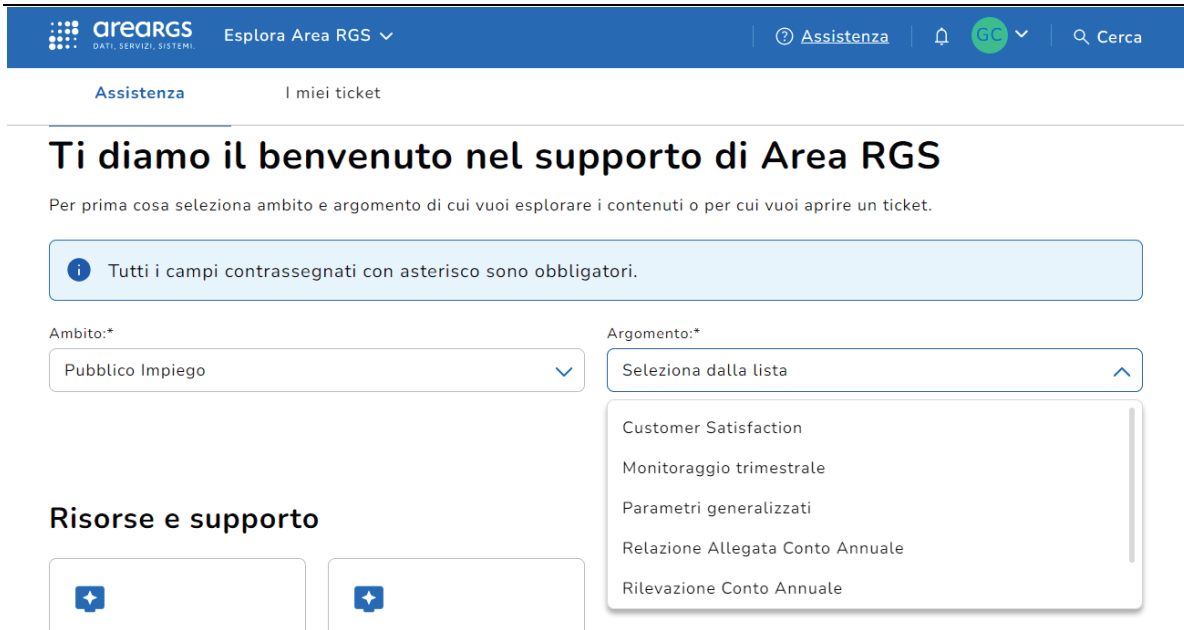 areaRGS
DATI, SERVIZI, SISTEMI.
Esplora Area RGS
Assistenza
GC
Cerca
Assistenza
I miei ticket
Ti diamo il benvenuto nel supporto di Area RGS
Per prima cosa seleziona ambito e argomento di cui vuoi esplorare i contenuti o per cui vuoi aprire un ticket.
Tutti i campi contrassegnati con asterisco sono obbligatori.
Ambito:*
Pubblico Impiego
Argomento:*
Seleziona dalla lista
Customer Satisfaction
Monitoraggio trimestrale
Parametri generalizzati
Relazione Allegata Conto Annuale
Rilevazione Conto Annuale
Risorse e supporto